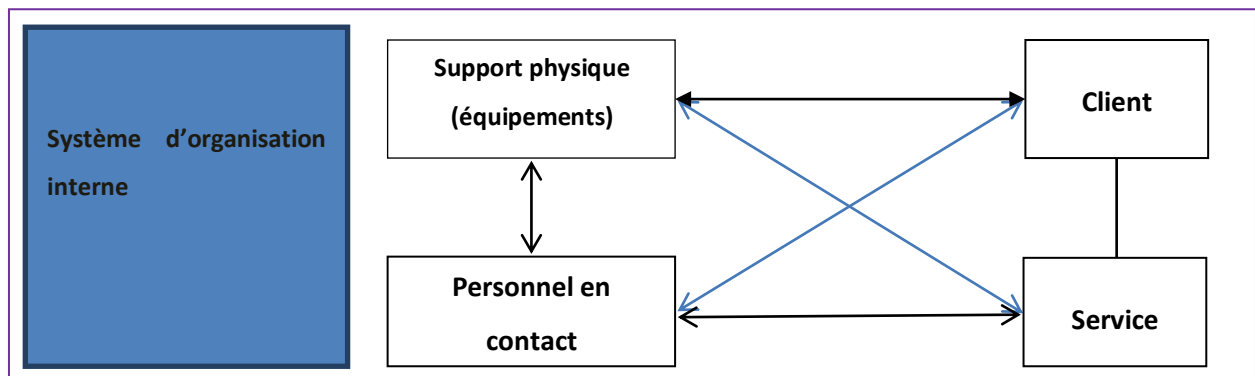 Système d’organisation
interne
Support physique
(équipements)
Client
Personnel en
contact
Service